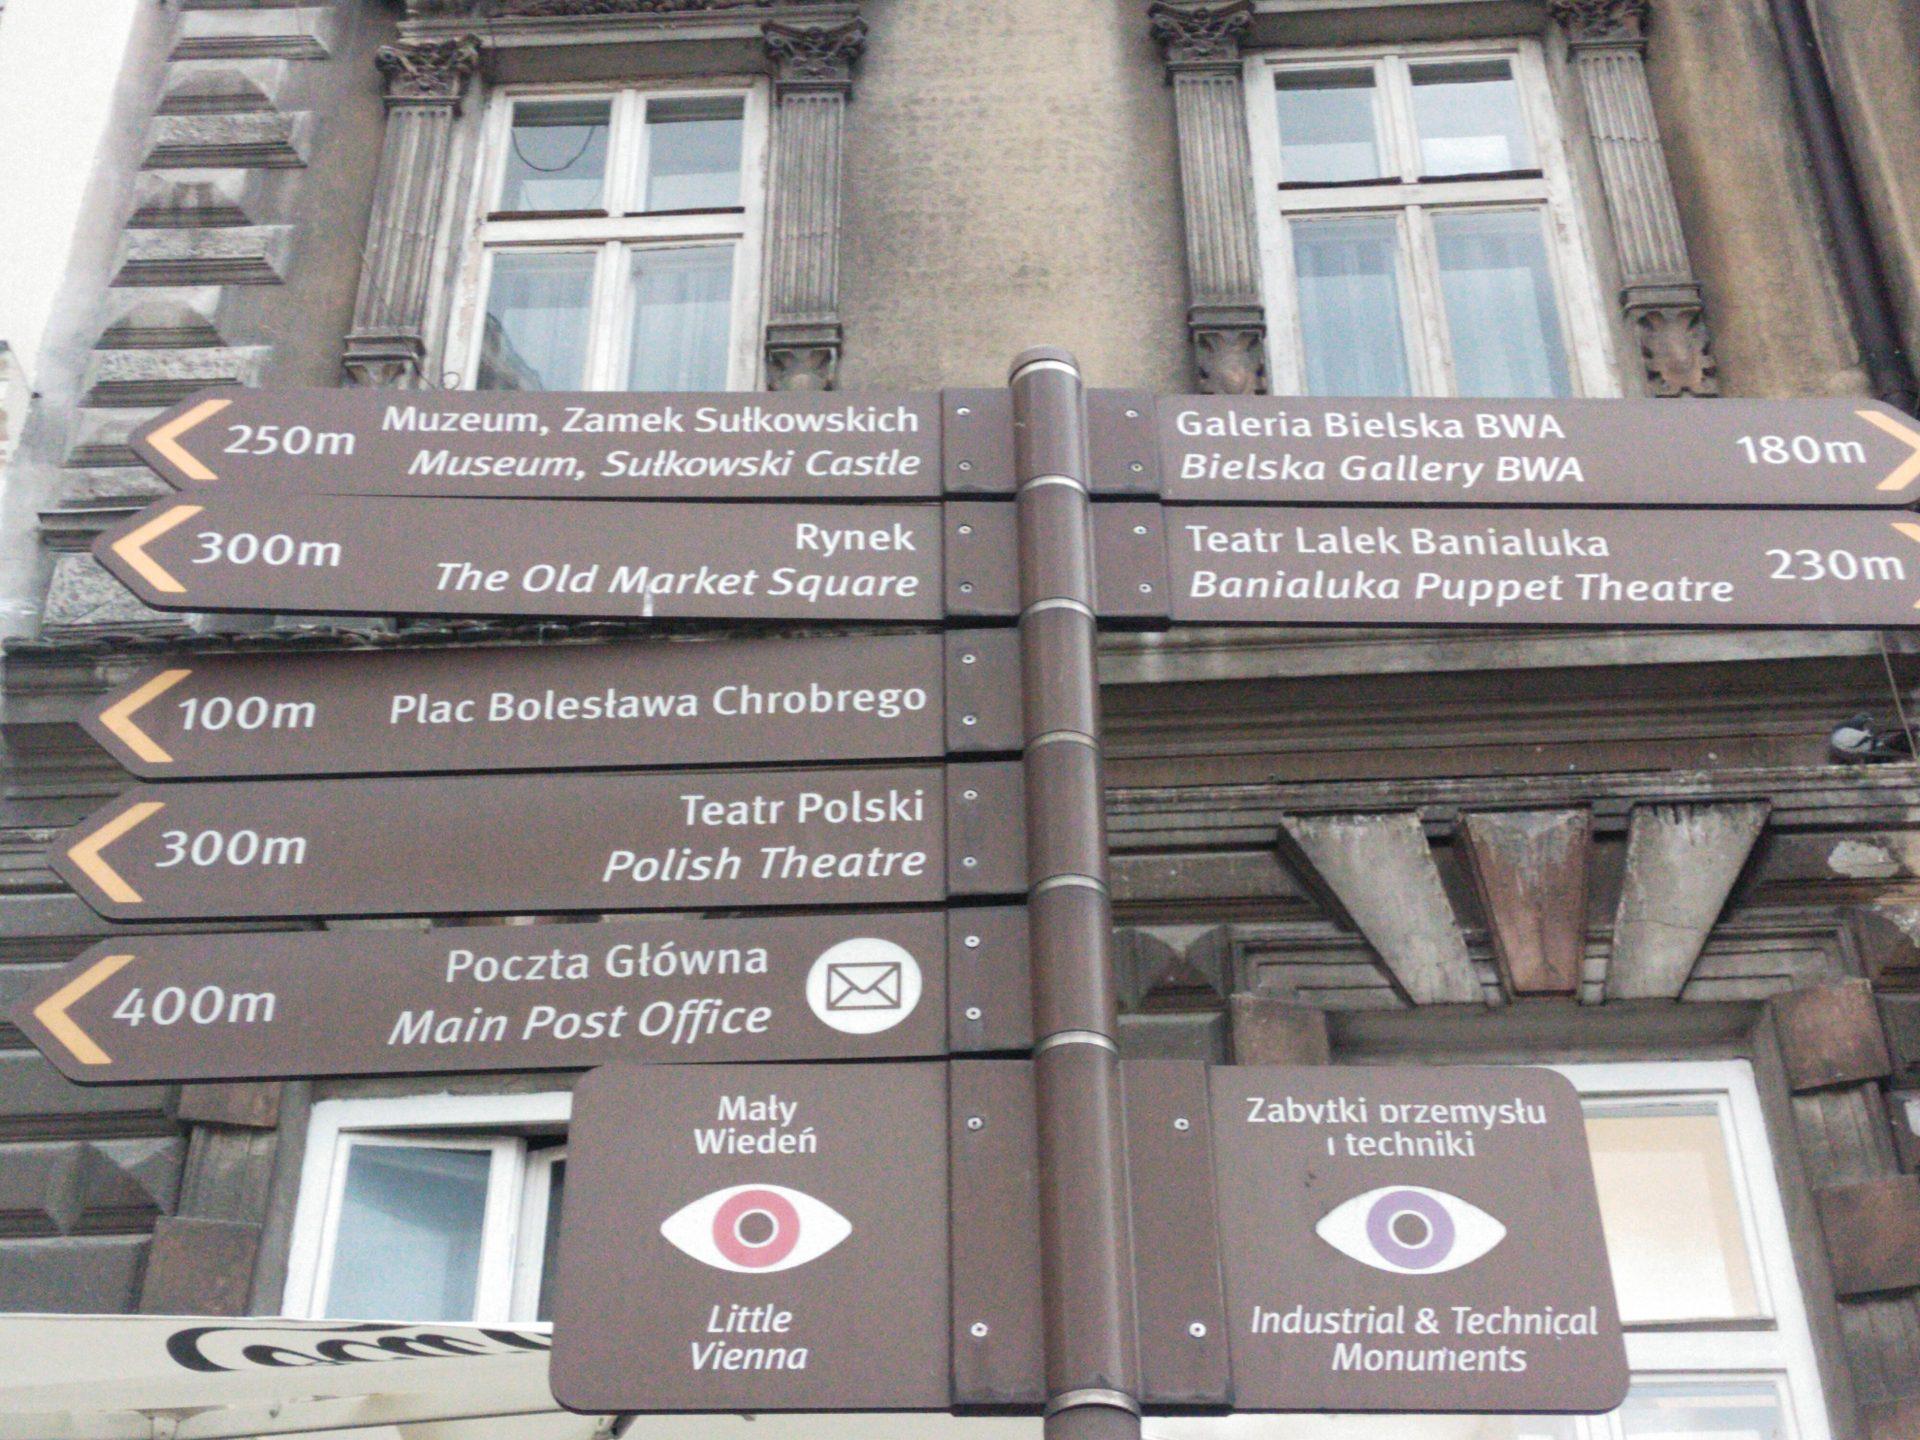 250m
Muzeum, Zamek Sułkowskich
Museum, Sułkowski Castle
300m
Rynek
The Old Market Square
100m
Plac Bolesława Chrobrego
300m
Teatr Polski
Polish Theatre
400m
Poczta Główna
Main Post Office
Mały
Wiedeń
Little
Vienna
Galeria Bielska BWA
Bielska Gallery BWA
180m
Teatr Lalek Banialuka
Banialuka Puppet Theatre
230m
Zabytki przemysłu
i techniki
Industrial & Technical
Monuments